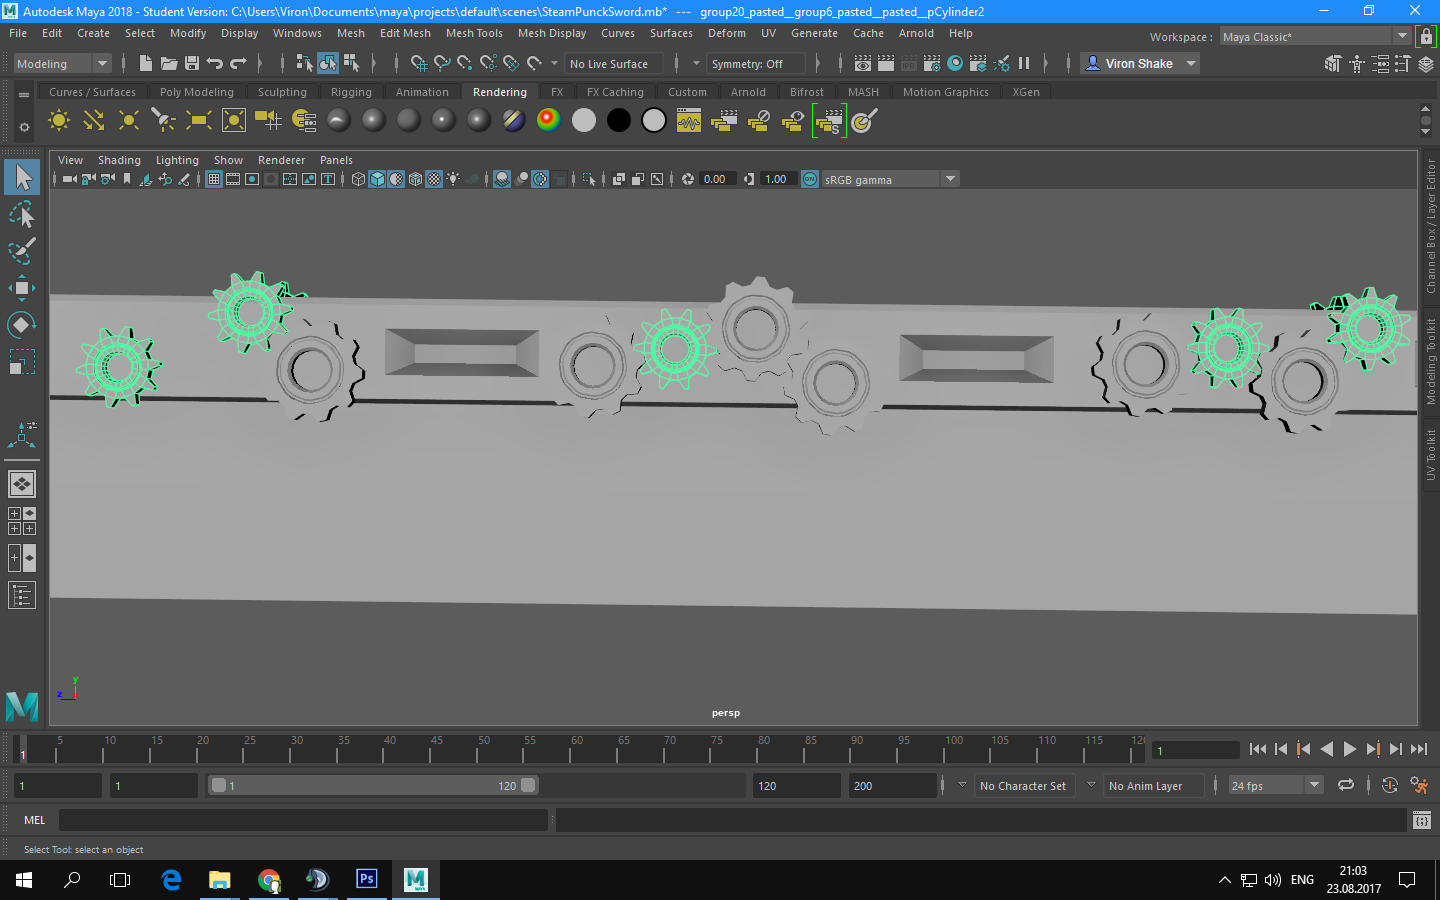 Autodesk Maya 2018 - Student Version: C:\Users\Viron\Documents\maya\projects\default\scenes\SteamPunckSword.mb* --- group20_pasted__group6_pasted__pasted__pCylinder2
File Edit Create Select Modify Display Windows Mesh Edit Mesh Mesh Tools Mesh Display Curves Surfaces Deform UV Generate Cache Arnold Help
Workspace : Maya Classic*
Modeling No Live Surface Symmetry: Off Viron Shake
Curves / Surfaces Poly Modeling Sculpting Rigging Animation Rendering FX FX Caching Custom Arnold Bifrost MASH Motion Graphics XGen
View Shading Lighting Show Renderer Panels
0.00 1.00 ON sRGB gamma
Channel Box / Layer Editor
Modeling Toolkit
UV Toolkit
y
z
persp
5 10 15 20 25 30 35 40 45 50 55 60 65 70 75 80 85 90 95 100 105 110 115
1
1
1 1 1 120 120 200 No Character Set No Anim Layer 24 fps
MEL
Select Tool: select an object
ENG
21:03
23.08.2017